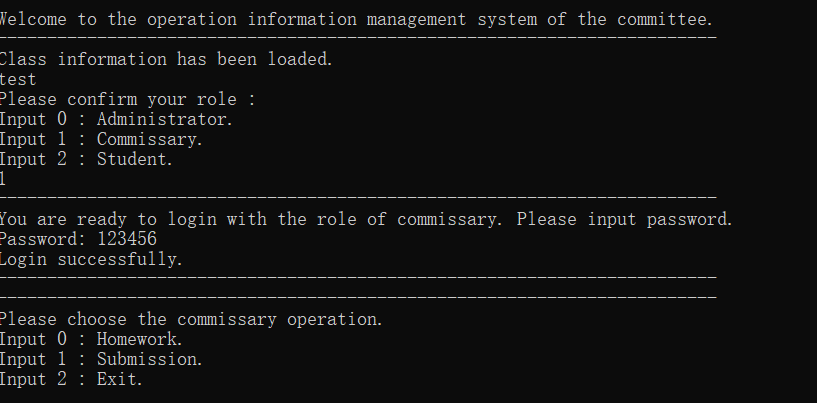 Welcome to the operation information management system of the committee.
------------------------------------------------------------------------
Class information has been loaded.
test
Please confirm your role :
Input 0 : Administrator.
Input 1 : Commissary.
Input 2 : Student.
1
------------------------------------------------------------------------
You are ready to login with the role of commissary. Please input password.
Password: 123456
Login successfully.
------------------------------------------------------------------------
------------------------------------------------------------------------
Please choose the commissary operation.
Input 0 : Homework.
Input 1 : Submission.
Input 2 : Exit.